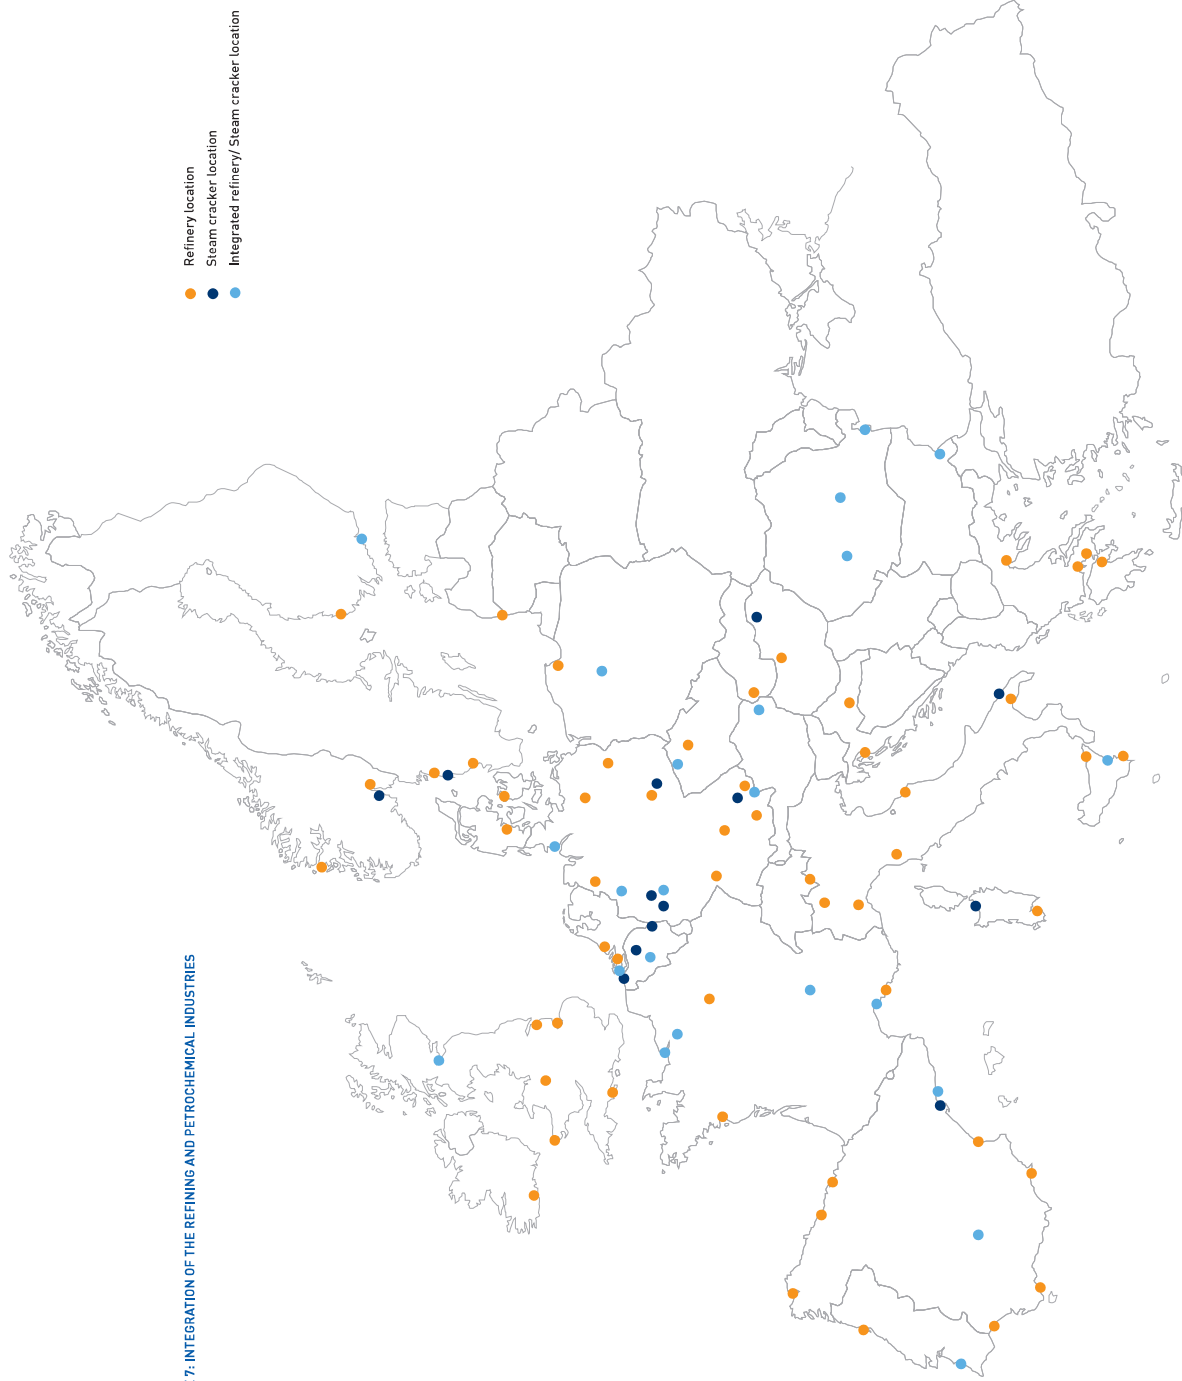 7: INTEGRATION OF THE REFINING AND PETROCHEMICAL INDUSTRIES
Refinery location
Steam cracker location
Integrated refinery/ Steam cracker location